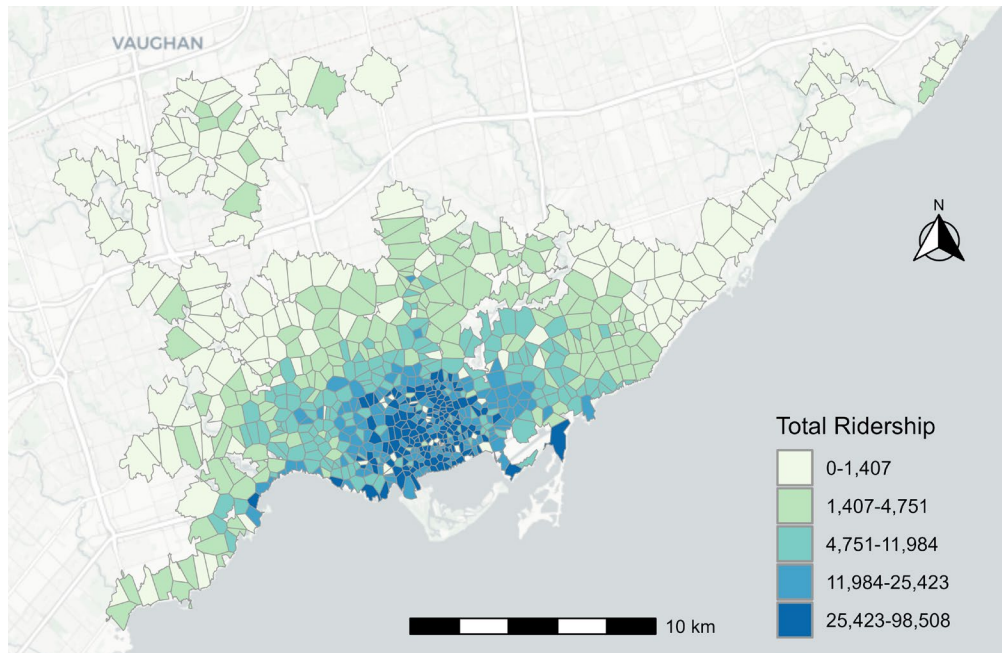 VAUGHAN
N
Total Ridership
0-1,407
1,407-4,751
4,751-11,984
11,984-25,423
25,423-98,508
10 km